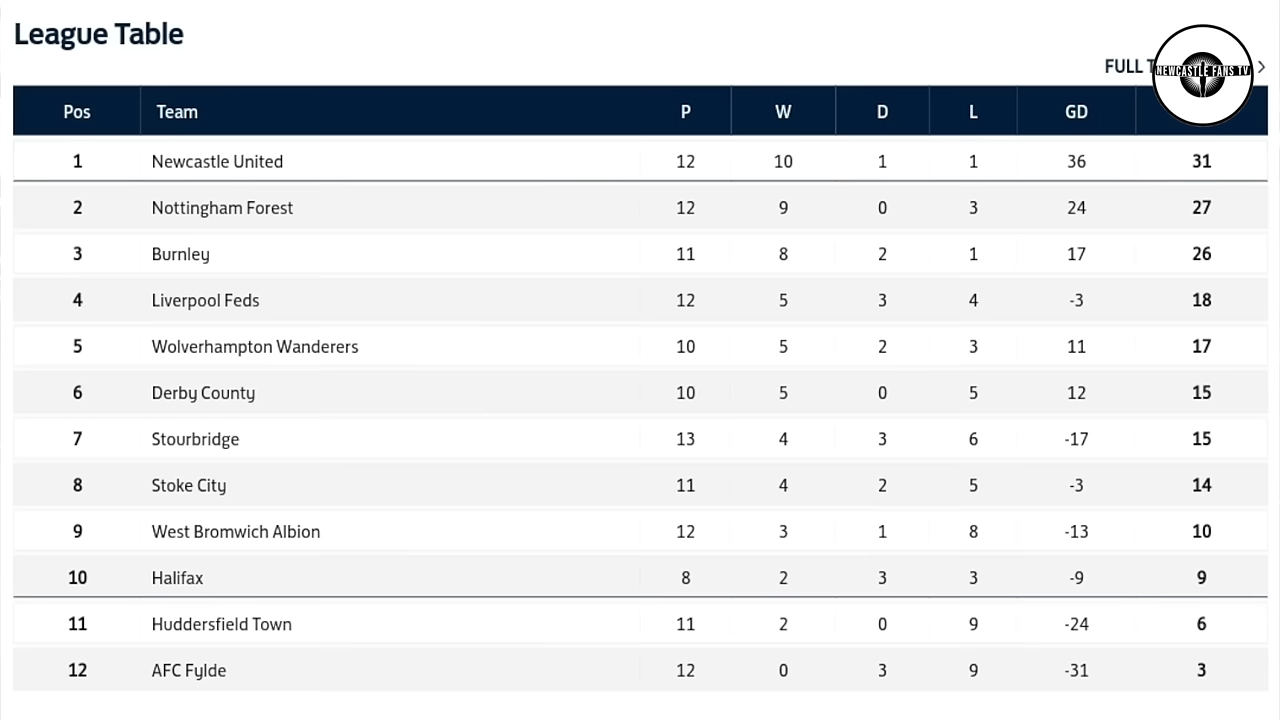 League Table
FULL T
NEWCASTLE FANS TV
Pos Team P W D L GD
1 Newcastle United 12 10 1 1 36 31
2 Nottingham Forest 12 9 0 3 24 27
3 Burnley 11 8 2 1 17 26
4 Liverpool Feds 12 5 3 4 -3 18
5 Wolverhampton Wanderers 10 5 2 3 11 17
6 Derby County 10 5 0 5 12 15
7 Stourbridge 13 4 3 6 -17 15
8 Stoke City 11 4 2 5 -3 14
9 West Bromwich Albion 12 3 1 8 -13 10
10 Halifax 8 2 3 3 -9 9
11 Huddersfield Town 11 2 0 9 -24 6
12 AFC Fylde 12 0 3 9 -31 3